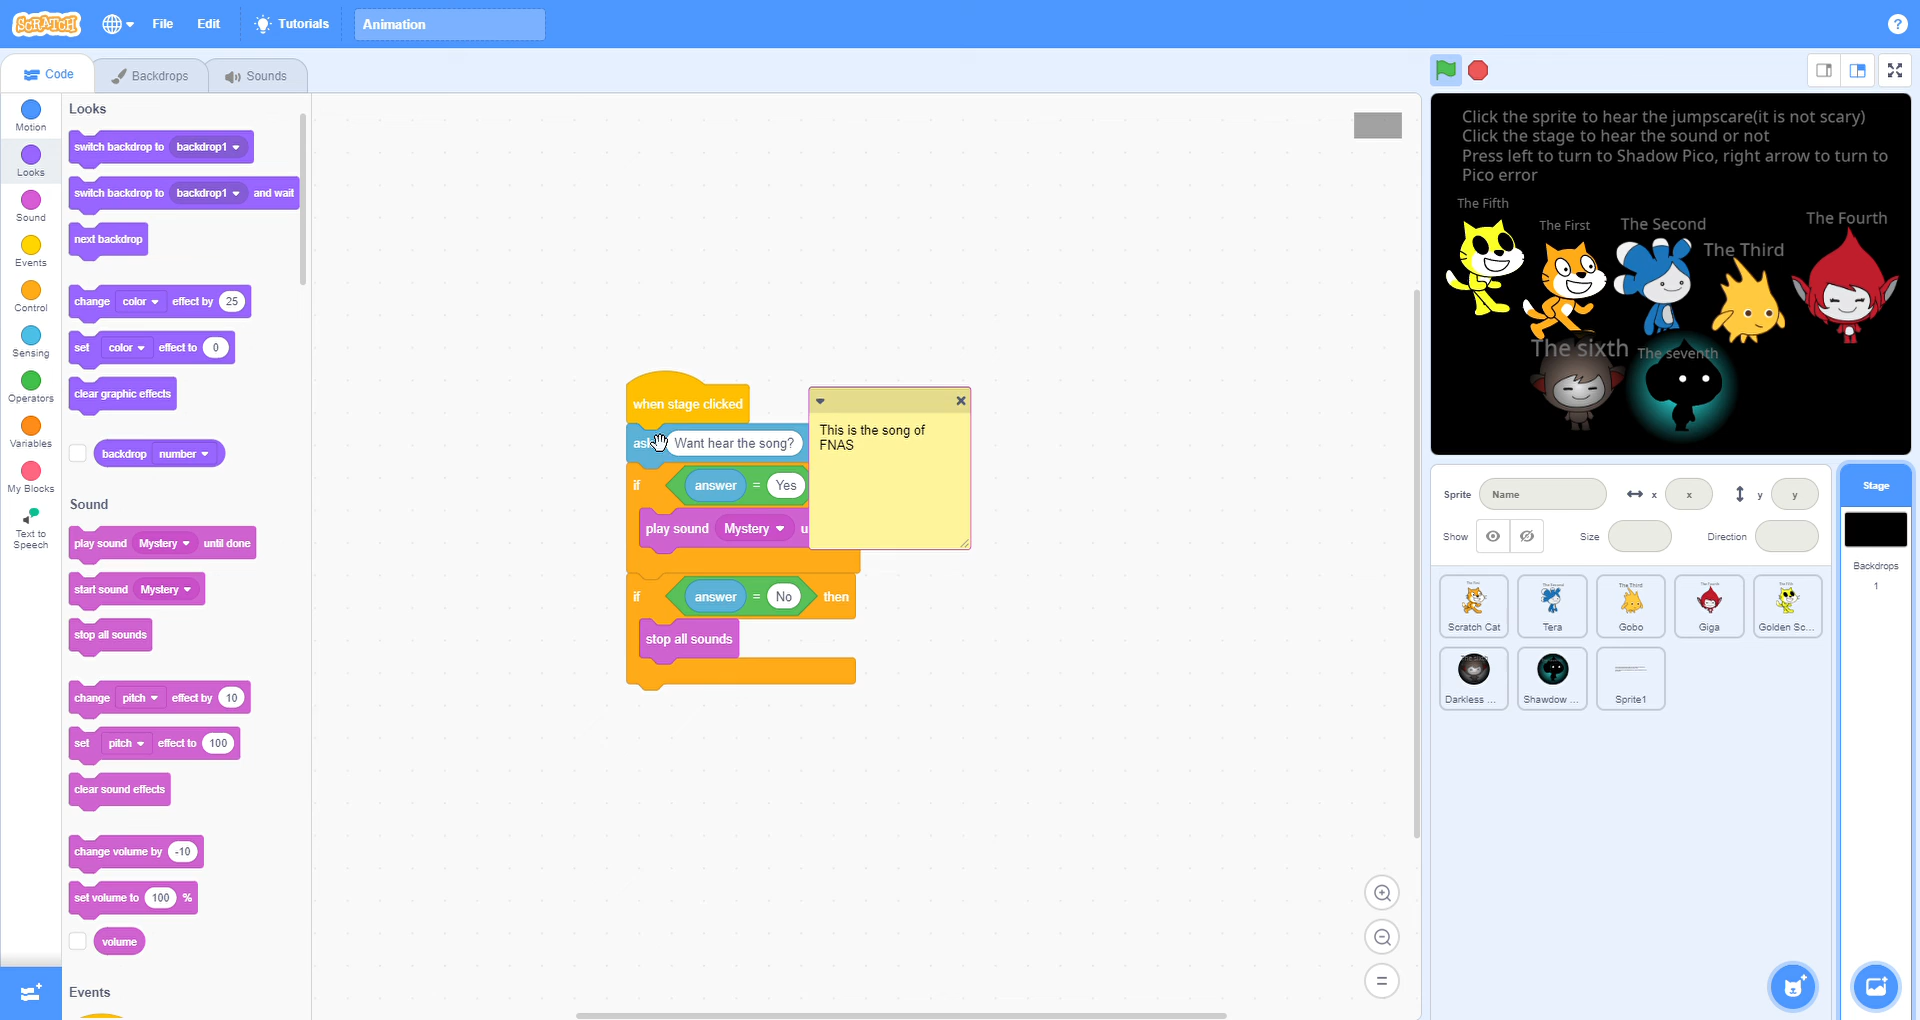 SCRATCH
File
Edit
Tutorials
Animation
?
Code
Backdrops
Sounds
Motion
Looks
Sound
Events
Control
Sensing
Operators
Variables
My Blocks
Text to
Speech
Looks
switch backdrop to backdrop1
switch backdrop to backdrop1 and wait
next backdrop
change color effect by 25
set color effect to 0
clear graphic effects
backdrop number
Sound
play sound Mystery until done
start sound Mystery
stop all sounds
change pitch effect by 10
set pitch effect to 100
clear sound effects
change volume by -10
set volume to 100 %
volume
Events
when stage clicked
Want hear the song?
if answer = Yes
play sound Mystery u
if answer = No then
stop all sounds
This is the song of
FNAS
Click the sprite to hear the jumpscare(it is not scary)
Click the stage to hear the sound or not
Press left to turn to Shadow Pico, right arrow to turn to
Pico error
The Fifth
The First
The Second
The Third
The Fourth
The sixth
The seventh
Sprite Name x x y y
Show Size Direction
Scratch Cat
Tera
Gobo
Giga
Golden Sc...
Darkless ...
Shawdow ...
Sprite1
Stage
Backdrops
1